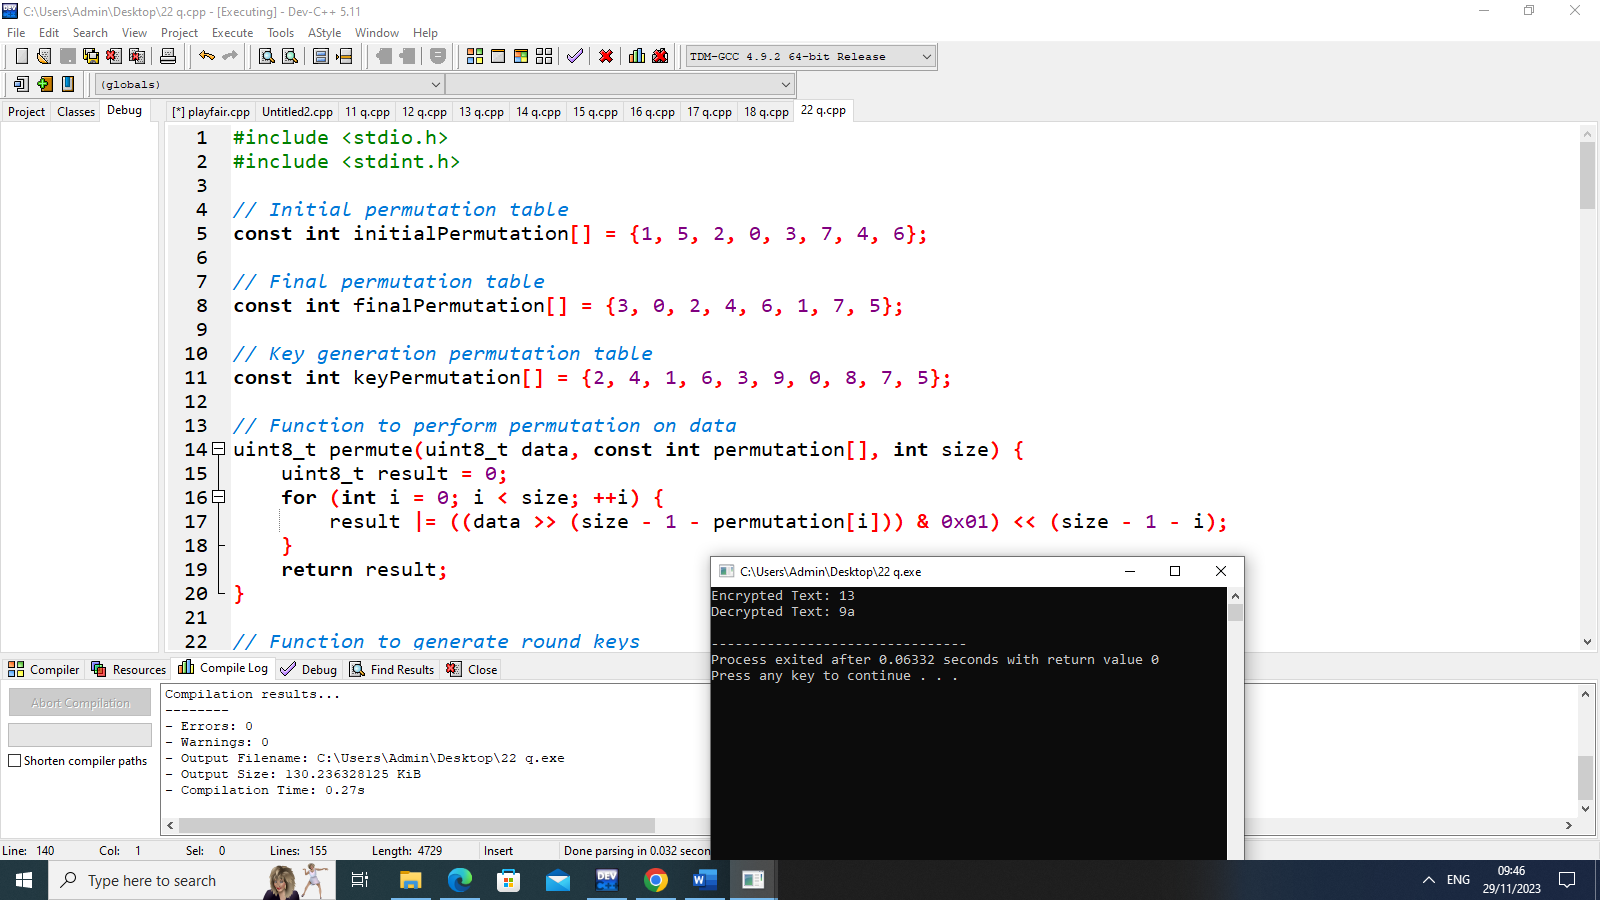 C:\Users\Admin\Desktop\22 q.cpp - [Executing] - Dev-C++ 5.11
File Edit Search View Project Execute Tools AStyle Window Help
TDM-GCC 4.9.2 64-bit Release
(globals)
Project Classes Debug
[*] playfair.cpp Untitled2.cpp 11 q.cpp 12 q.cpp 13 q.cpp 14 q.cpp 15 q.cpp 16 q.cpp 17 q.cpp 18 q.cpp 22 q.cpp
1 #include <stdio.h>
2 #include <stdint.h>
3
4 // Initial permutation table
5 const int initialPermutation[] = {1, 5, 2, 0, 3, 7, 4, 6};
6
7 // Final permutation table
8 const int finalPermutation[] = {3, 0, 2, 4, 6, 1, 7, 5};
9
10 // Key generation permutation table
11 const int keyPermutation[] = {2, 4, 1, 6, 3, 9, 0, 8, 7, 5};
12
13 // Function to perform permutation on data
14 uint8_t permute(uint8_t data, const int permutation[], int size) {
15 uint8_t result = 0;
16 for (int i = 0; i < size; ++i) {
17 result |= ((data >> (size - 1 - permutation[i])) & 0x01) << (size - 1 - i);
18 }
19 return result;
20 }
21
22 // Function to generate round keys
C:\Users\Admin\Desktop\22 q.exe
Encrypted Text: 13
Decrypted Text: 9a
--------------------------------
Process exited after 0.06332 seconds with return value 0
Press any key to continue . . .
Compiler Resources Compile Log Debug Find Results Close
Abort Compilation
Shorten compiler paths
Compilation results...
--------
- Errors: 0
- Warnings: 0
- Output Filename: C:\Users\Admin\Desktop\22 q.exe
- Output Size: 130.236328125 KiB
- Compilation Time: 0.27s
Line: 140 Col: 1 Sel: 0 Lines: 155 Length: 4729 Insert Done parsing in 0.032 secon
Type here to search
DEV
W
ENG
09:46
29/11/2023